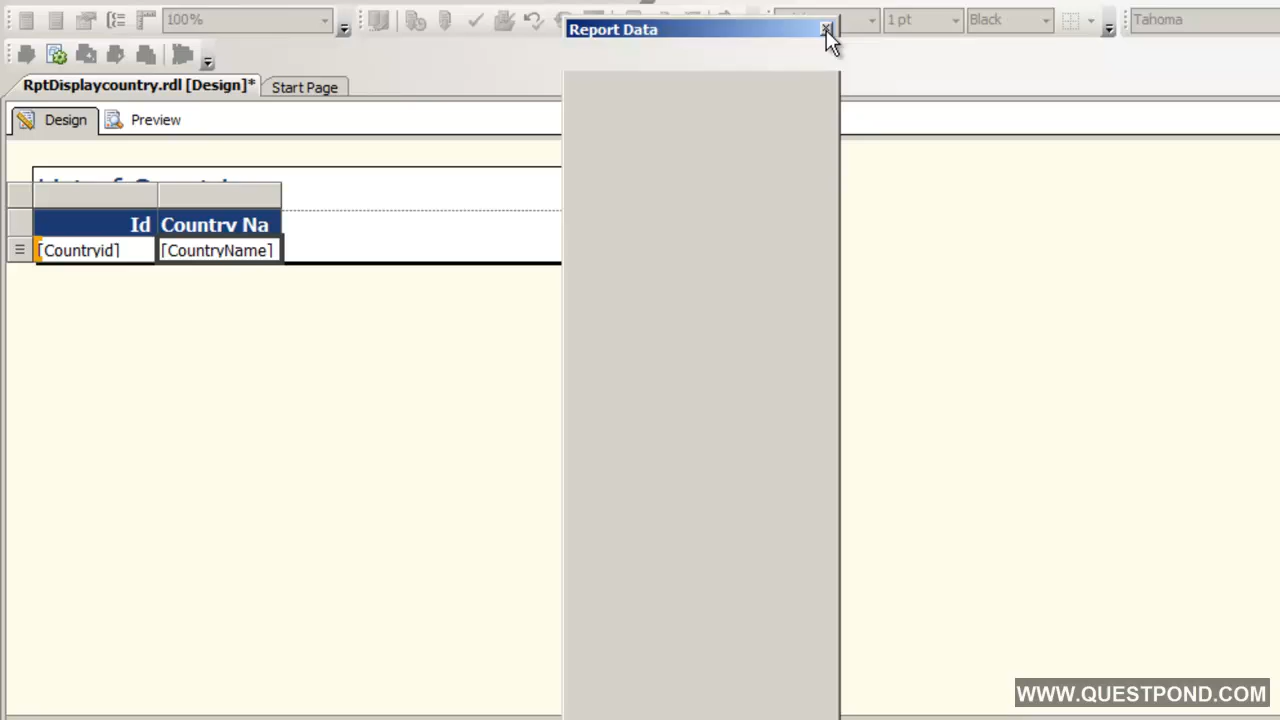 100%
1 pt
Black
Tahoma
Report Data
RptDisplaycountry.rdl [Design]*
Start Page
Design
Preview
Id
Country Na
[Countryid]
[CountryName]
WWW.QUESTPOND.COM